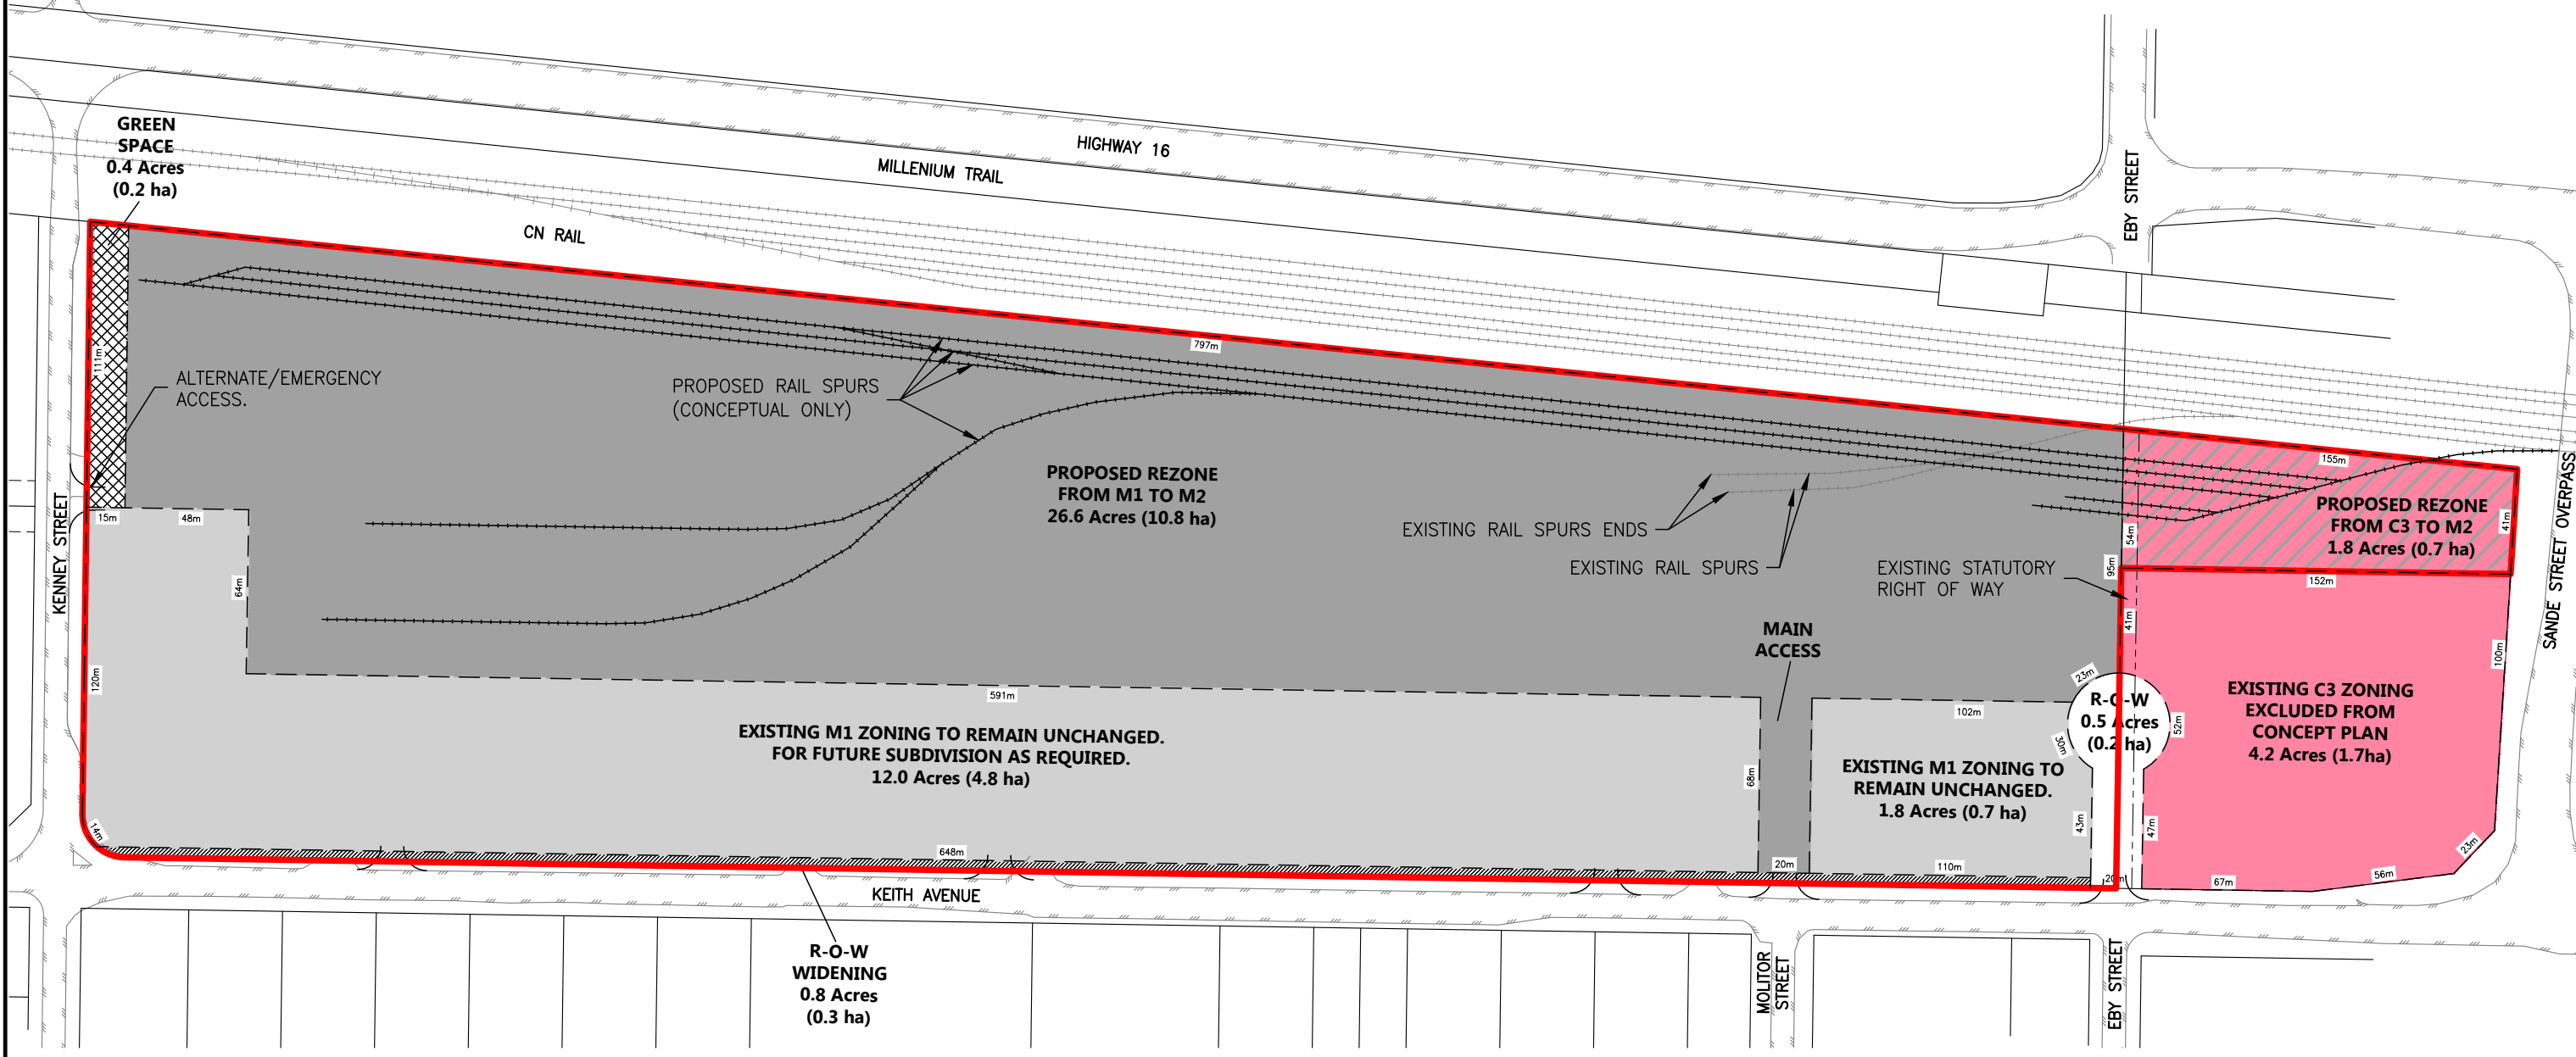 HIGHWAY 16
MILLENIUM TRAIL
CN RAIL
EBY STREET
GREEN
SPACE
0.4 Acres
(0.2 ha)
111m
ALTERNATE/EMERGENCY
ACCESS.
PROPOSED RAIL SPURS
(CONCEPTUAL ONLY)
797m
PROPOSED REZONE
FROM M1 TO M2
26.6 Acres (10.8 ha)
EXISTING RAIL SPURS ENDS
EXISTING RAIL SPURS
EXISTING STATUTORY
RIGHT OF WAY
155m
PROPOSED REZONE
FROM C3 TO M2
1.8 Acres (0.7 ha)
41m
54m
95m
152m
41m
SANDE STREET OVERPASS
KENNEY STREET
15m
48m
64m
120m
591m
MAIN
ACCESS
EXISTING M1 ZONING TO REMAIN UNCHANGED.
FOR FUTURE SUBDIVISION AS REQUIRED.
12.0 Acres (4.8 ha)
68m
102m
23m
R-O-W
0.5 Acres
(0.2 ha)
30m
52m
EXISTING M1 ZONING TO
REMAIN UNCHANGED.
1.8 Acres (0.7 ha)
43m
47m
EXISTING C3 ZONING
EXCLUDED FROM
CONCEPT PLAN
4.2 Acres (1.7ha)
100m
23m
56m
67m
20m
110m
20m
648m
14m
KEITH AVENUE
R-O-W
WIDENING
0.8 Acres
(0.3 ha)
MOLITOR
STREET
EBY STREET